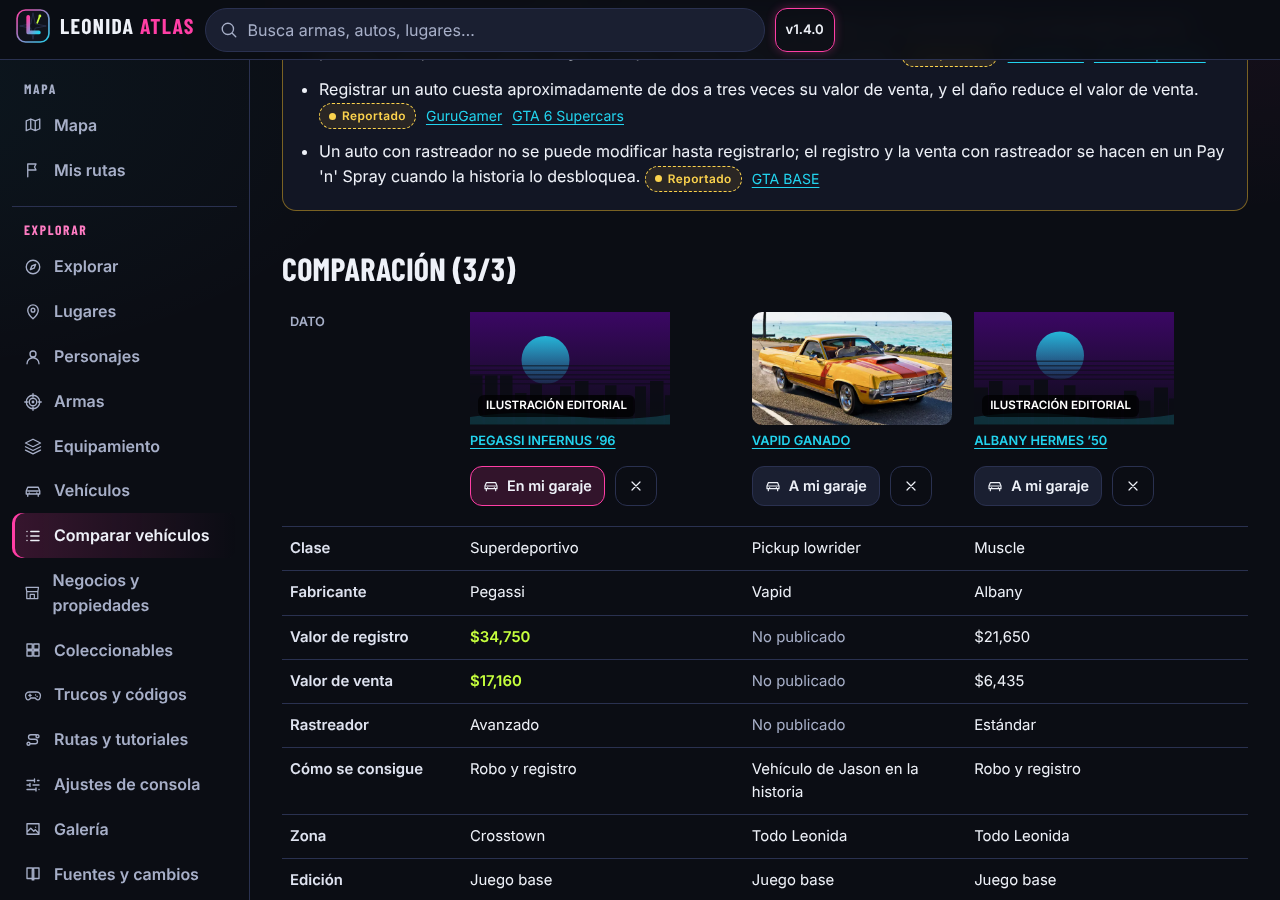 LEONIDA ATLAS
Busca armas, autos, lugares...
v1.4.0
MAPA
Mapa
Mis rutas
EXPLORAR
Explorar
Lugares
Personajes
Armas
Equipamiento
Vehículos
Comparar vehículos
Negocios y
propiedades
Coleccionables
Trucos y códigos
Rutas y tutoriales
Ajustes de consola
Galería
Fuentes y cambios
• Registrar un auto cuesta aproximadamente de dos a tres veces su valor de venta, y el daño reduce el valor de venta.
Reportado GuruGamer GTA 6 Supercars
• Un auto con rastreador no se puede modificar hasta registrarlo; el registro y la venta con rastreador se hacen en un Pay
'n' Spray cuando la historia lo desbloquea. Reportado GTA BASE
COMPARACIÓN (3/3)
DATO
ILUSTRACIÓN EDITORIAL ILUSTRACIÓN EDITORIAL
PEGASSI INFERNUS ’96 VAPID GANADO ALBANY HERMES ’50
En mi garaje × A mi garaje × A mi garaje ×
Clase Superdeportivo Pickup lowrider Muscle
Fabricante Pegassi Vapid Albany
Valor de registro $34,750 No publicado $21,650
Valor de venta $17,160 No publicado $6,435
Rastreador Avanzado No publicado Estándar
Cómo se consigue Robo y registro Vehículo de Jason en la Robo y registro
historia
Zona Crosstown Todo Leonida Todo Leonida
Edición Juego base Juego base Juego base